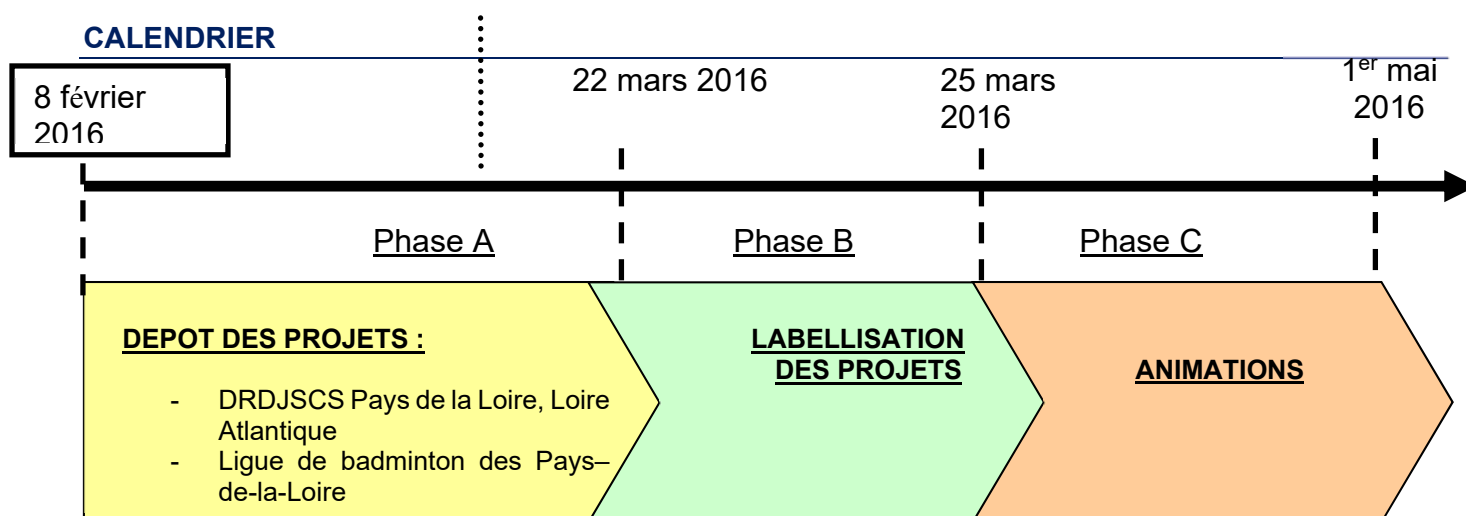 CALENDRIER
8 février
2016
22 mars 2016
25 mars
2016
1er mai
2016
Phase A
Phase B
Phase C
DEPOT DES PROJETS :
- DRDJSCS Pays de la Loire, Loire
Atlantique
- Ligue de badminton des Pays–
de-la-Loire
LABELLISATION
DES PROJETS
ANIMATIONS